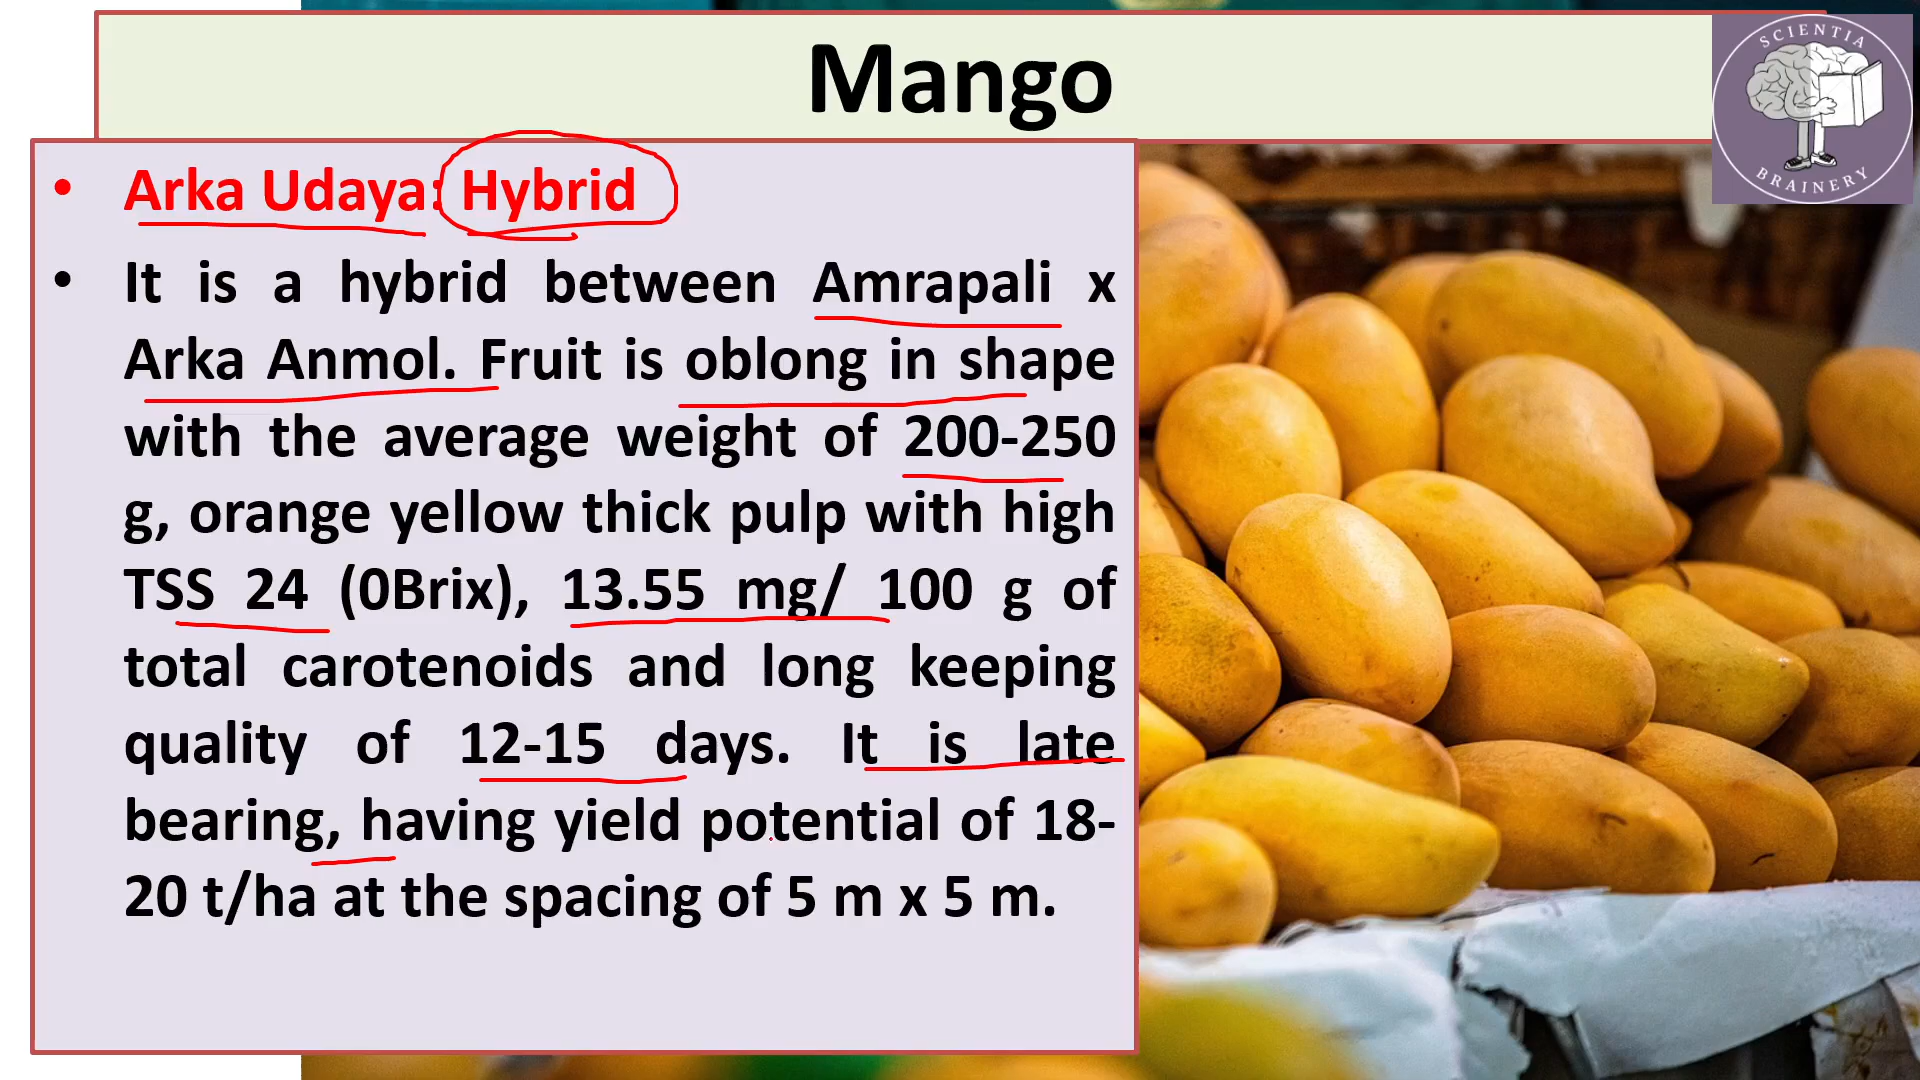 Mango
SCIENTIA
BRAINERY
• Arka Udaya: Hybrid
• It is a hybrid between Amrapali x
Arka Anmol. Fruit is oblong in shape
with the average weight of 200-250
g, orange yellow thick pulp with high
TSS 24 (0Brix), 13.55 mg/ 100 g of
total carotenoids and long keeping
quality of 12-15 days. It is late
bearing, having yield potential of 18-
20 t/ha at the spacing of 5 m x 5 m.